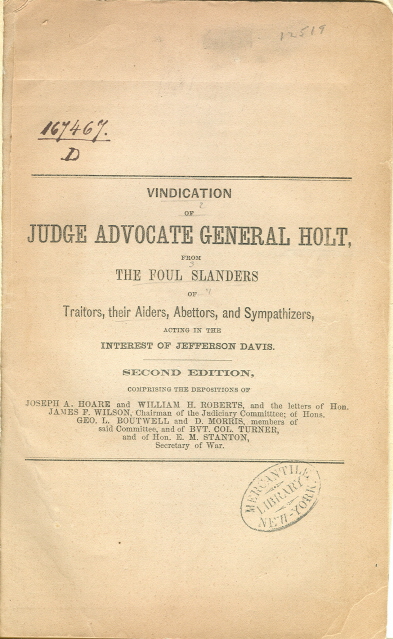 12519
167467.
D
VINDICATION
OF
JUDGE ADVOCATE GENERAL HOLT,
FROM
THE FOUL SLANDERS
OF
Traitors, their Aiders, Abettors, and Sympathizers,
ACTING IN THE
INTEREST OF JEFFERSON DAVIS.
SECOND EDITION,
COMPRISING THE DEPOSITIONS OF
JOSEPH A. HOARE and WILLIAM H. ROBERTS, and the letters of Hon.
JAMES F. WILSON, Chairman of the Judiciary Committtee; of Hons.
GEO. L. BOUTWELL and D. MORRIS, members of
said Committee, and of BVT. COL. TURNER,
and of Hon. E. M. STANTON,
Secretary of War.
MERCANTILE
LIBRARY
NEW-YORK.